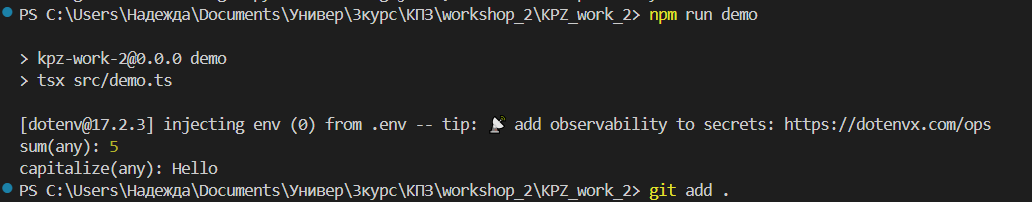 PS C:\Users\Надежда\Documents\Универ\3курс\КПЗ\workshop_2\KPZ_work_2> npm run demo
> kpz-work-2@0.0.0 demo
> tsx src/demo.ts
[dotenv@17.2.3] injecting env (0) from .env -- tip: 📡 add observability to secrets: https://dotenvx.com/ops
sum(any): 5
capitalize(any): Hello
PS C:\Users\Надежда\Documents\Универ\3курс\КПЗ\workshop_2\KPZ_work_2> git add .